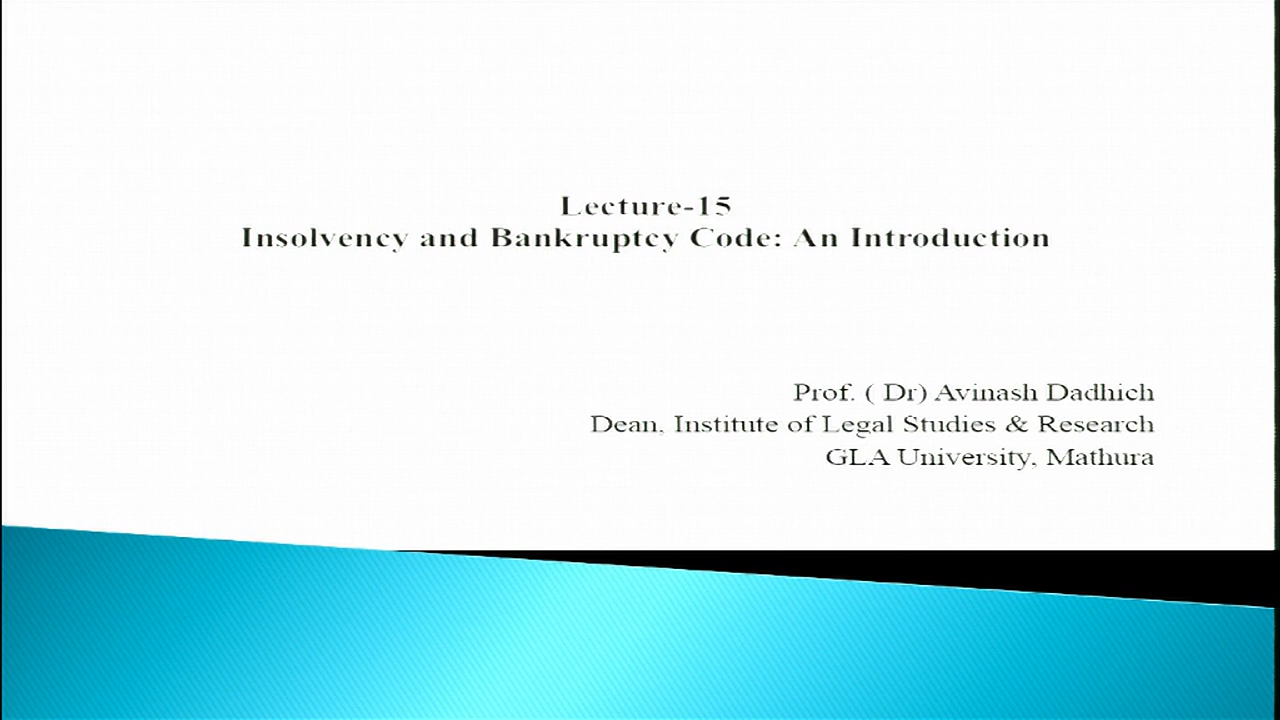 Lecture-15
Insolvency and Bankruptcy Code: An Introduction
Prof. ( Dr) Avinash Dadhich
Dean, Institute of Legal Studies & Research
GLA University, Mathura